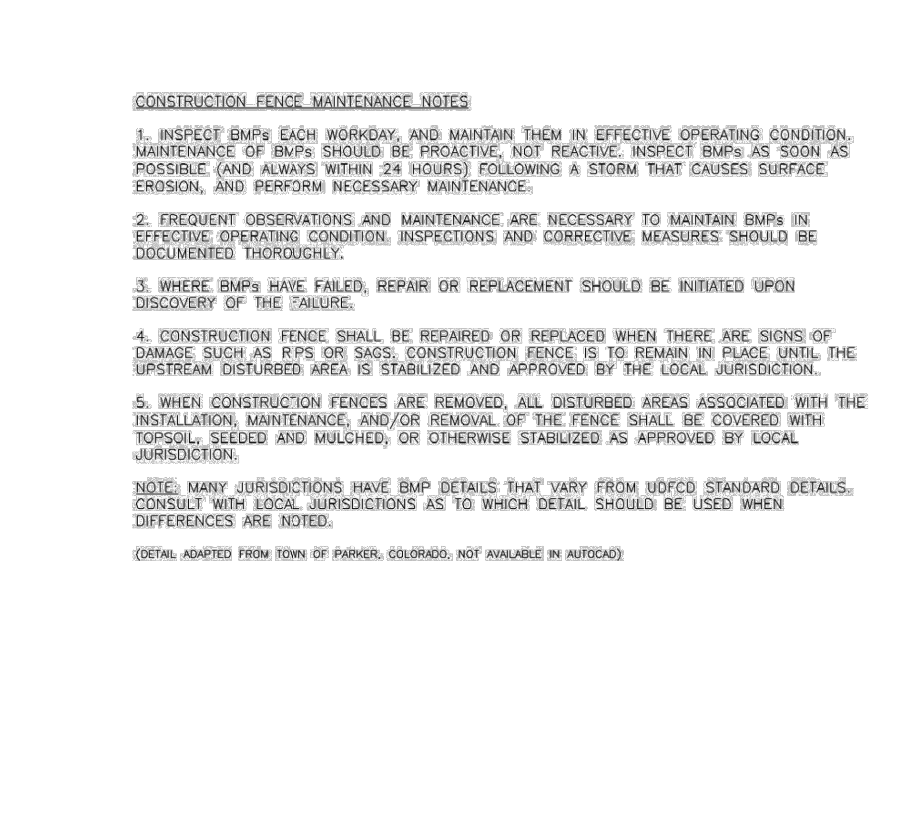 CONSTRUCTION FENCE MAINTENANCE NOTES
1. INSPECT BMPs EACH WORKDAY, AND MAINTAIN THEM IN EFFECTIVE OPERATING CONDITION.
MAINTENANCE OF BMPs SHOULD BE PROACTIVE, NOT REACTIVE. INSPECT BMPs AS SOON AS
POSSIBLE (AND ALWAYS WITHIN 24 HOURS) FOLLOWING A STORM THAT CAUSES SURFACE
EROSION, AND PERFORM NECESSARY MAINTENANCE.
2. FREQUENT OBSERVATIONS AND MAINTENANCE ARE NECESSARY TO MAINTAIN BMPs IN
EFFECTIVE OPERATING CONDITION. INSPECTIONS AND CORRECTIVE MEASURES SHOULD BE
DOCUMENTED THOROUGHLY.
3. WHERE BMPs HAVE FAILED, REPAIR OR REPLACEMENT SHOULD BE INITIATED UPON
DISCOVERY OF THE FAILURE.
4. CONSTRUCTION FENCE SHALL BE REPAIRED OR REPLACED WHEN THERE ARE SIGNS OF
DAMAGE SUCH AS RIPS OR SAGS. CONSTRUCTION FENCE IS TO REMAIN IN PLACE UNTIL THE
UPSTREAM DISTURBED AREA IS STABILIZED AND APPROVED BY THE LOCAL JURISDICTION.
5. WHEN CONSTRUCTION FENCES ARE REMOVED, ALL DISTURBED AREAS ASSOCIATED WITH THE
INSTALLATION, MAINTENANCE, AND/OR REMOVAL OF THE FENCE SHALL BE COVERED WITH
TOPSOIL, SEEDED AND MULCHED, OR OTHERWISE STABILIZED AS APPROVED BY LOCAL
JURISDICTION.
NOTE: MANY JURISDICTIONS HAVE BMP DETAILS THAT VARY FROM UDFCD STANDARD DETAILS.
CONSULT WITH LOCAL JURISDICTIONS AS TO WHICH DETAIL SHOULD BE USED WHEN
DIFFERENCES ARE NOTED.
(DETAIL ADAPTED FROM TOWN OF PARKER, COLORADO, NOT AVAILABLE IN AUTOCAD)